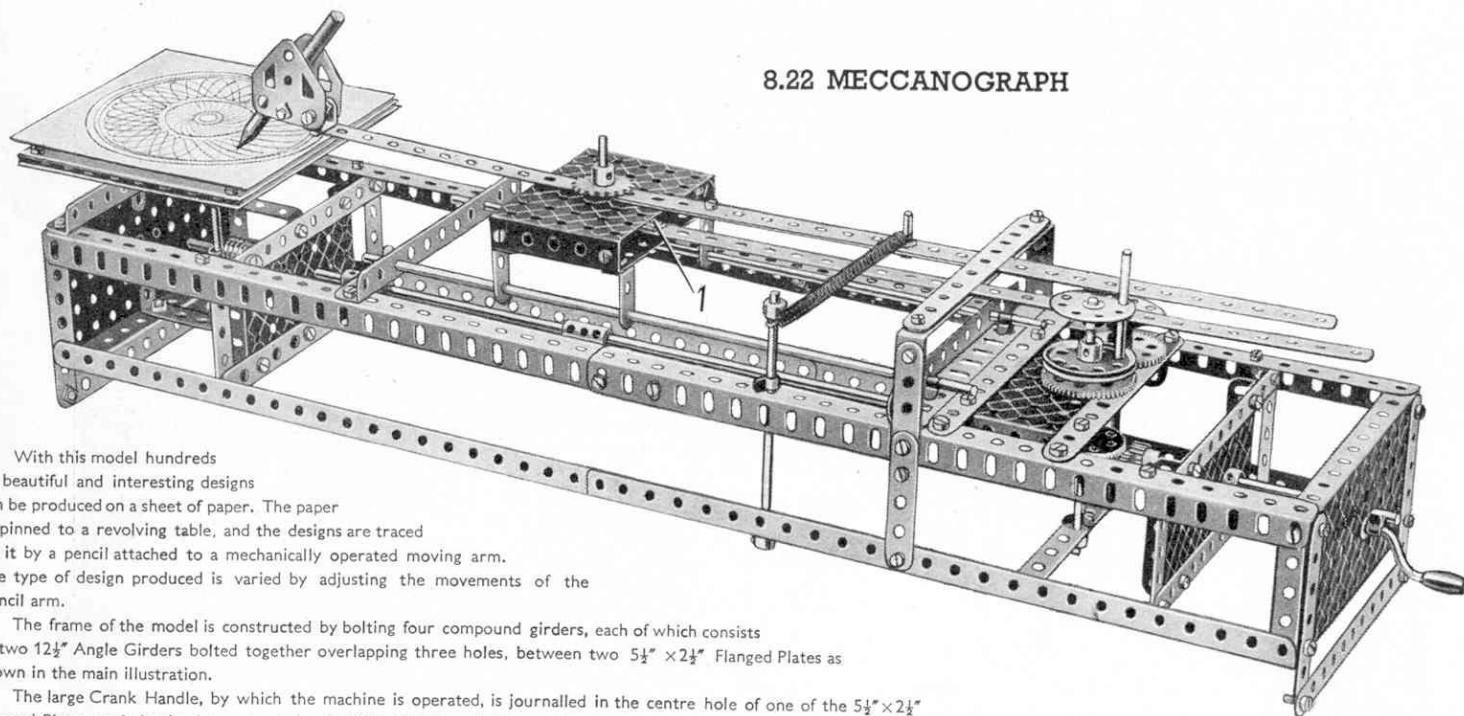 8.22 MECCANOGRAPH
1
With this model hundreds
beautiful and interesting designs
be produced on a sheet of paper. The paper
pinned to a revolving table, and the designs are traced
it by a pencil attached to a mechanically operated moving arm.
type of design produced is varied by adjusting the movements of the
arm.
The frame of the model is constructed by bolting four compound girders, each of which consists
two 12½″ Angle Girders bolted together overlapping three holes, between two 5½″ ×2½″ Flanged Plates as
in the main illustration.
The large Crank Handle, by which the machine is operated, is journalled in the centre hole of one of the 5½″×2½″